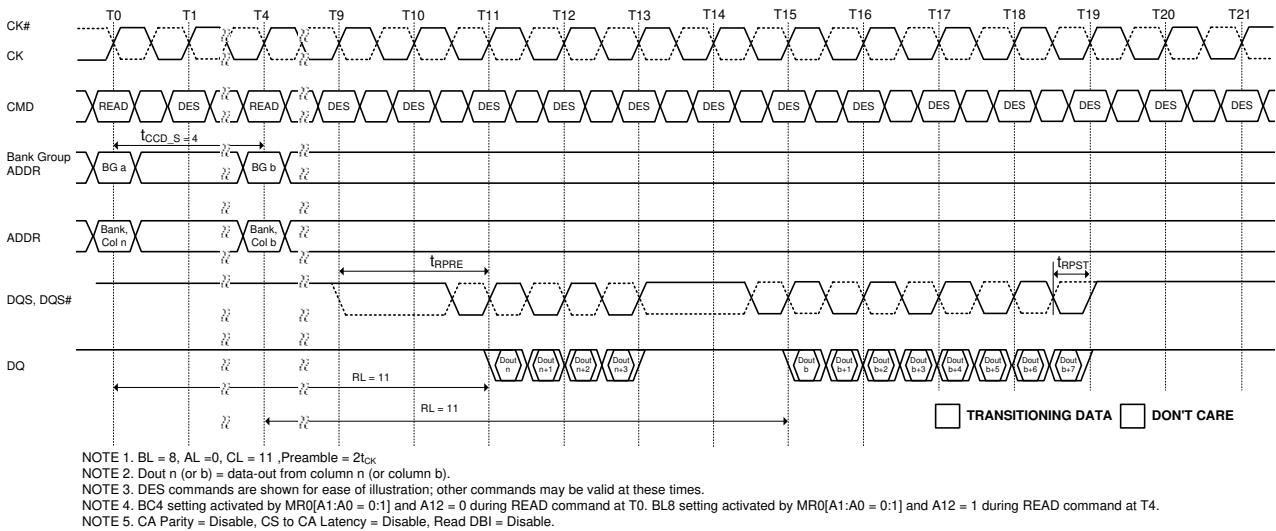 T0 T1 T4 T9 T10 T11 T12 T13 T14 T15 T16 T17 T18 T19 T20 T21
CK#
CK
CMD READ DES READ DES DES DES DES DES DES DES DES DES DES DES DES DES
tCCD_S = 4
Bank Group
ADDR
BG a BG b
ADDR
Bank,
Col n
Bank,
Col b
tRPRE tRPST
DQS, DQS#
DQ
Dout
n
Dout
n+1
Dout
n+2
Dout
n+3
Dout
b
Dout
b+1
Dout
b+2
Dout
b+3
Dout
b+4
Dout
b+5
Dout
b+6
Dout
b+7
RL = 11
RL = 11
TRANSITIONING DATA DON'T CARE
NOTE 1. BL = 8, AL =0, CL = 11 ,Preamble = 2tCK
NOTE 2. Dout n (or b) = data-out from column n (or column b).
NOTE 3. DES commands are shown for ease of illustration; other commands may be valid at these times.
NOTE 4. BC4 setting activated by MR0[A1:A0 = 0:1] and A12 = 0 during READ command at T0. BL8 setting activated by MR0[A1:A0 = 0:1] and A12 = 1 during READ command at T4.
NOTE 5. CA Parity = Disable, CS to CA Latency = Disable, Read DBI = Disable.